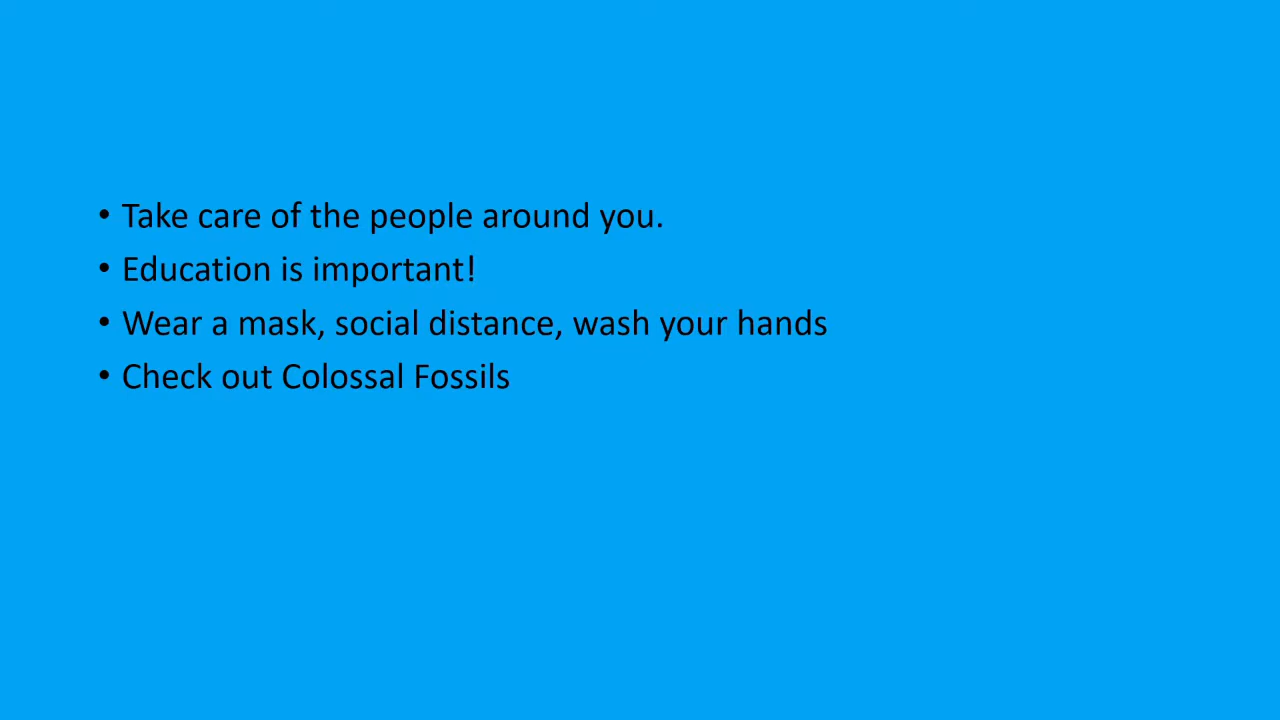 • Take care of the people around you.
• Education is important!
• Wear a mask, social distance, wash your hands
• Check out Colossal Fossils